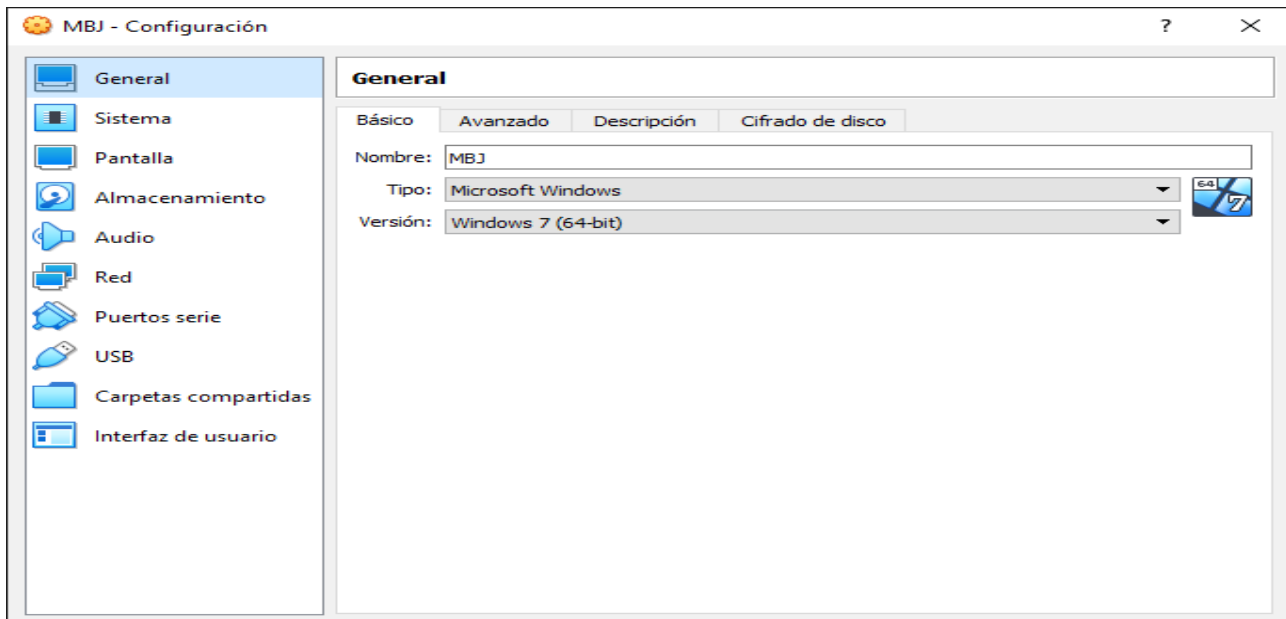 MBJ - Configuración ?
General
Sistema
Pantalla
Almacenamiento
Audio
Red
Puertos serie
USB
Carpetas compartidas
Interfaz de usuario
General
Básico Avanzado Descripción Cifrado de disco
Nombre: MBJ
Tipo: Microsoft Windows
64
7
Versión: Windows 7 (64-bit)